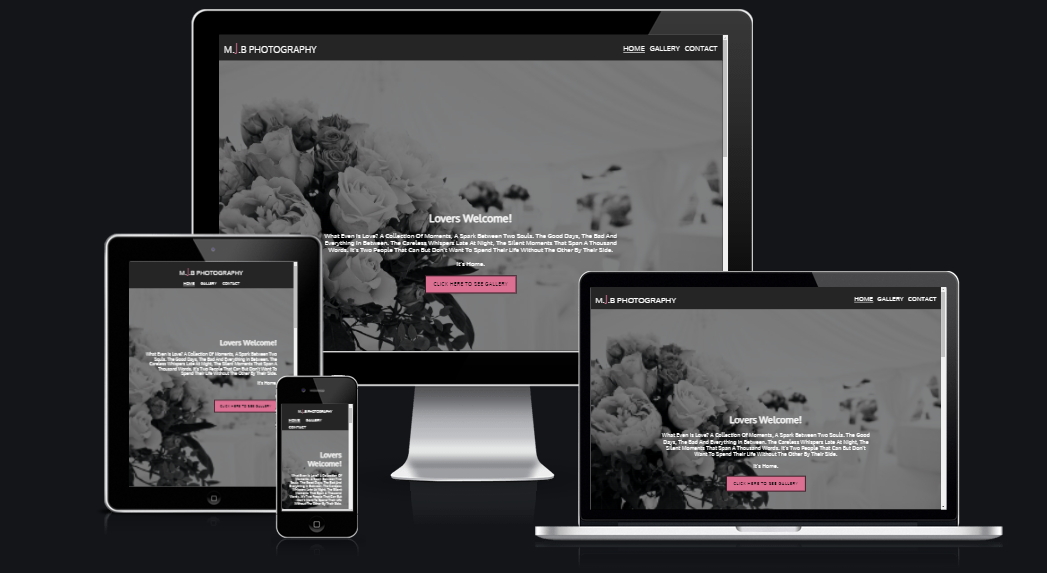 M.J.B PHOTOGRAPHY
HOME GALLERY CONTACT
Lovers Welcome!
What Even Is Love? A Collection Of Moments, A Spark Between Two Souls. The Good Days, The Bad And
Everything In Between. The Careless Whispers Late At Night, The Silent Moments That Span A Thousand
Words. It's Two People That Can But Don't Want To Spend Their Life Without The Other By Their Side.
It's Home.
CLICK HERE TO SEE GALLERY
M.J.B PHOTOGRAPHY
HOME GALLERY CONTACT
Lovers Welcome!
What Even Is Love? A Collection Of Moments, A Spark Between Two
Souls. The Good Days, The Bad And Everything In Between. The
Careless Whispers Late At Night, The Silent Moments That Span A
Thousand Words. It's Two People That Can But Don't Want To
Spend Their Life Without The Other By Their Side.
It's Home.
CLICK HERE TO SEE GALLERY
M.J.B PHOTOGRAPHY
HOME GALLERY
CONTACT
Lovers
Welcome!
M.J.B PHOTOGRAPHY
HOME GALLERY CONTACT
Lovers Welcome!
What Even Is Love? A Collection Of Moments, A Spark Between Two Souls. The Good
Days, The Bad And Everything In Between. The Careless Whispers Late At Night, The
Silent Moments That Span A Thousand Words. It's Two People That Can But Don't
Want To Spend Their Life Without The Other By Their Side.
It's Home.
CLICK HERE TO SEE GALLERY